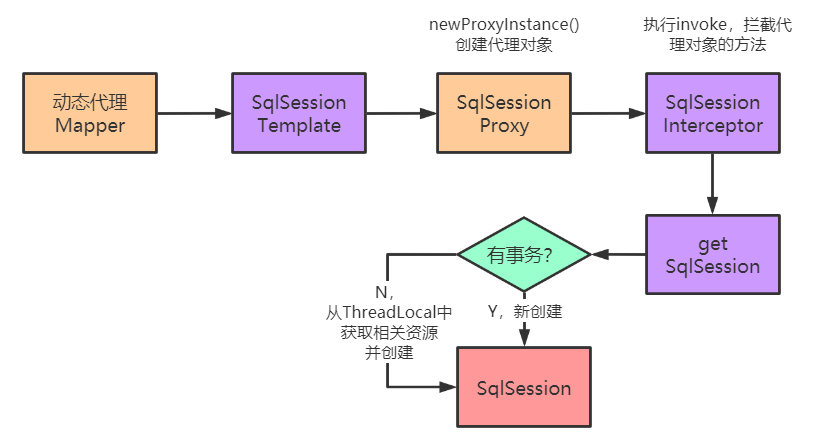 newProxyInstance()
创建代理对象
执行invoke，拦截代
理对象的方法
动态代理
Mapper
SqlSession
Template
SqlSession
Proxy
SqlSession
Interceptor
get
SqlSession
有事务？
N，
从ThreadLocal中
获取相关资源
并创建
Y，新创建
SqlSession